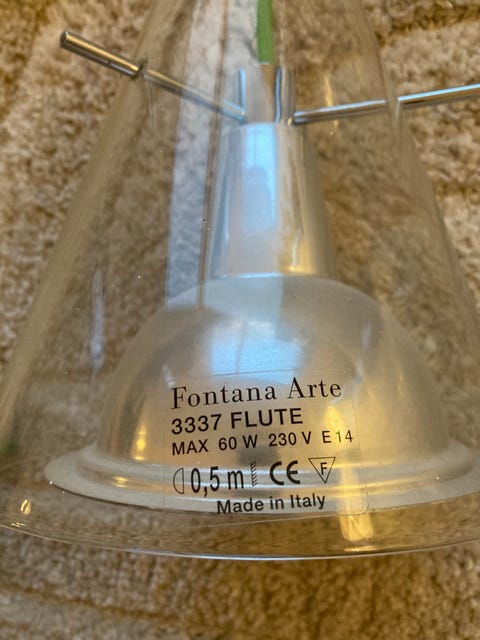 Fontana Arte
3337 FLUTE
MAX 60 W 230 V E14
0,5 m CE F
Made in Italy